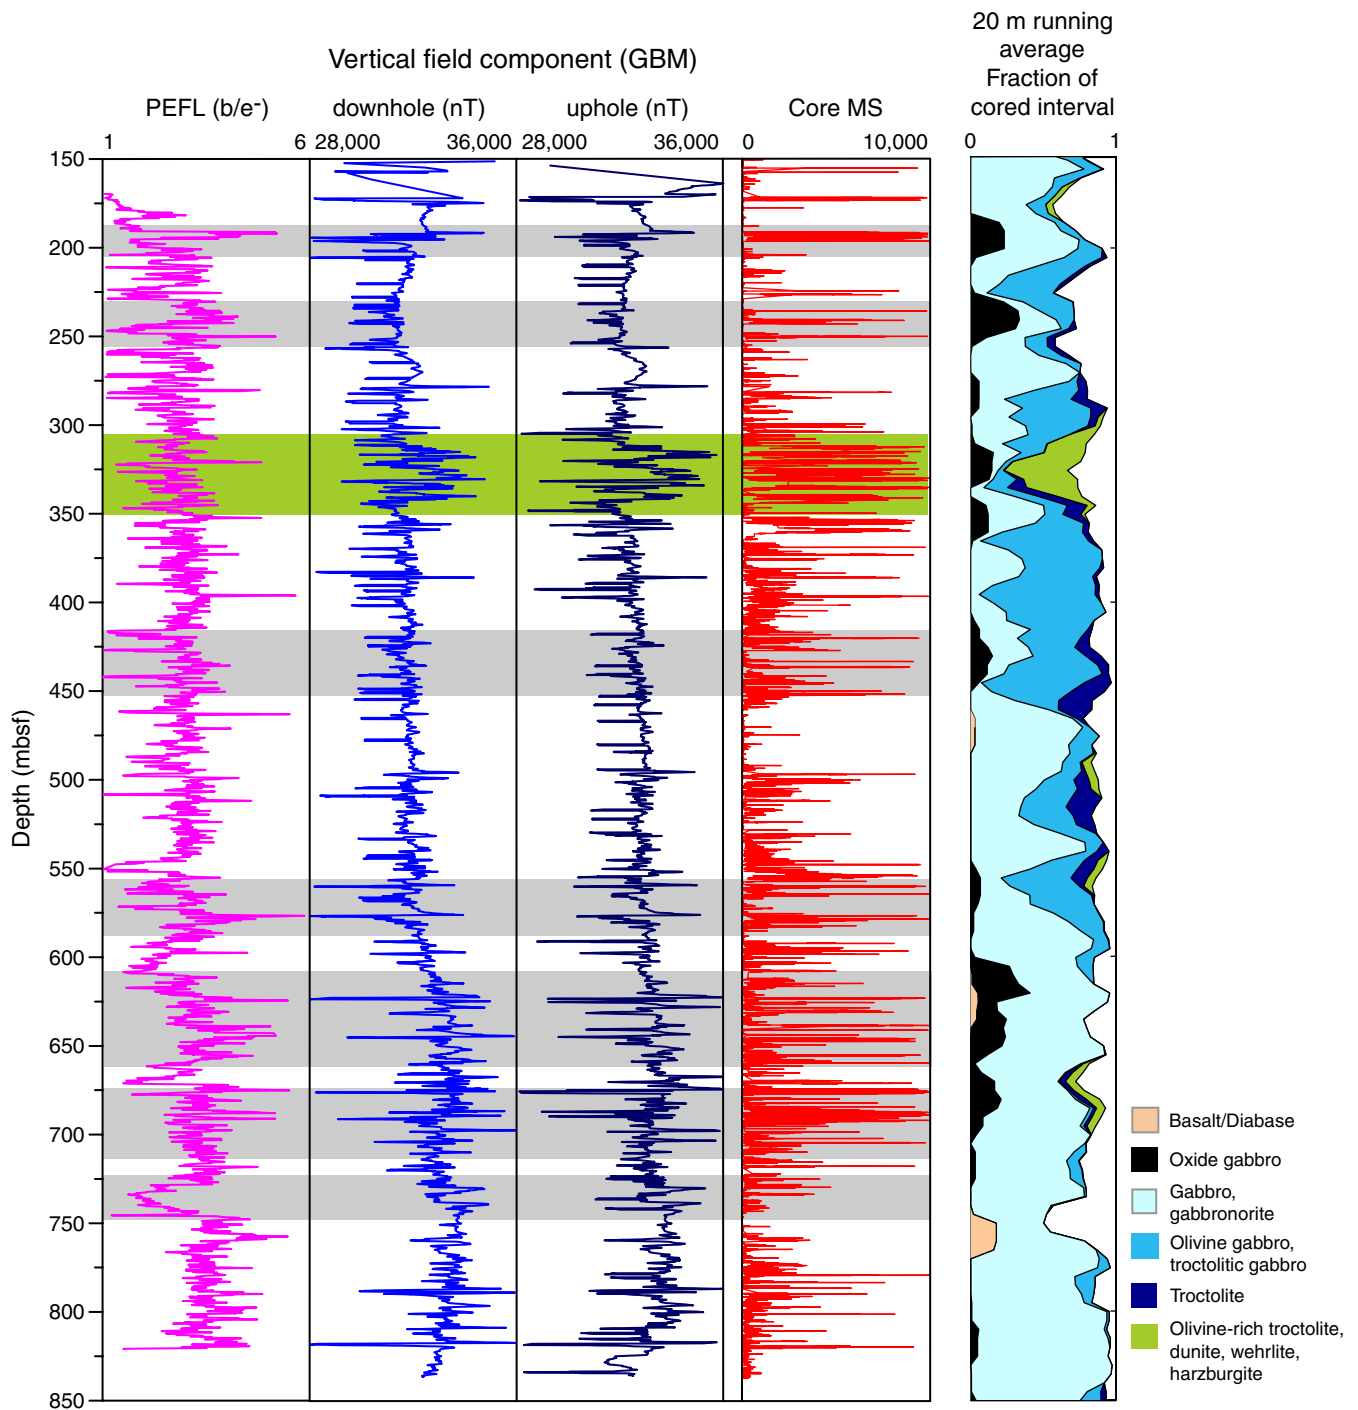 20 m running
average
Fraction of
cored interval
Vertical field component (GBM)
PEFL (b/e-)
downhole (nT)
uphole (nT)
Core MS
1
6
28,000
36,000
28,000
36,000
0
10,000
0
1
150
200
250
300
350
400
450
500
550
600
650
700
750
800
850
Depth (mbsf)
Basalt/Diabase
Oxide gabbro
Gabbro,
gabbronorite
Olivine gabbro,
troctolitic gabbro
Troctolite
Olivine-rich troctolite,
dunite, wehrlite,
harzburgite